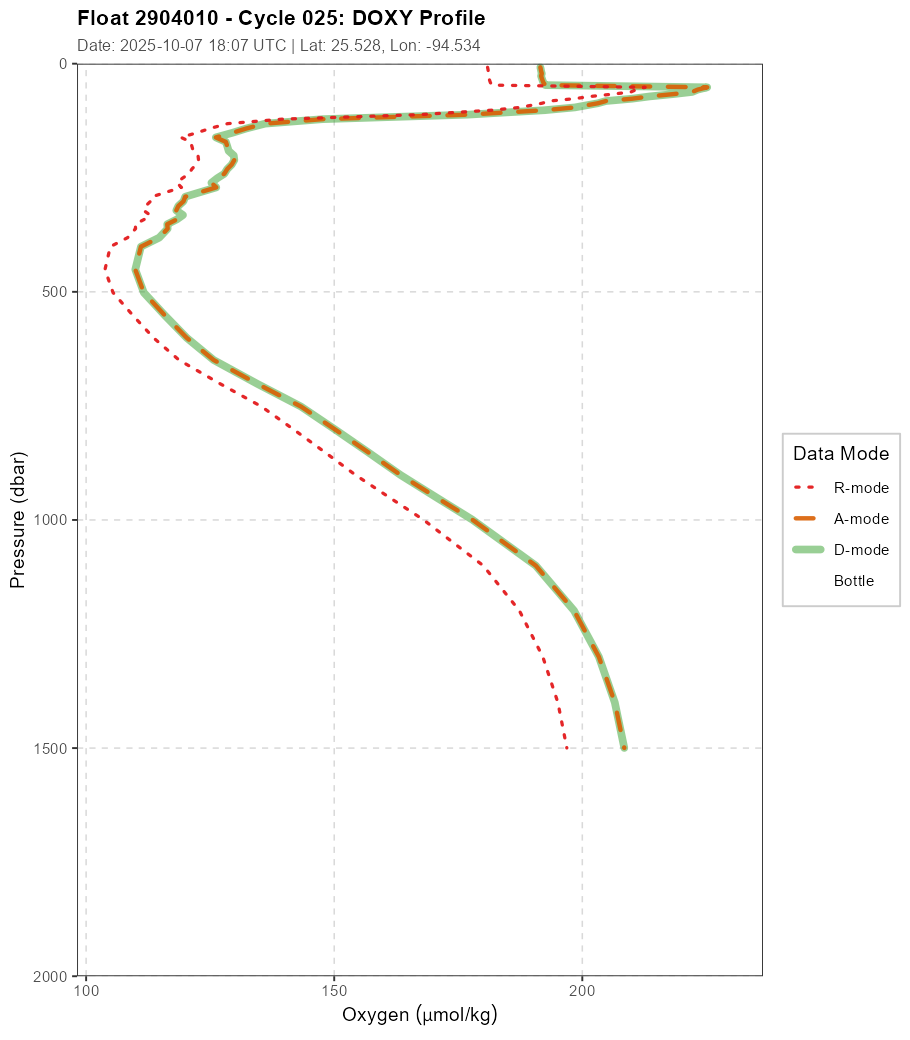 Float 2904010 - Cycle 025: DOXY Profile
Date: 2025-10-07 18:07 UTC | Lat: 25.528, Lon: -94.534
0
500
1000
1500
2000
Pressure (dbar)
100 150 200
Oxygen (μmol/kg)
Data Mode
R-mode
A-mode
D-mode
Bottle